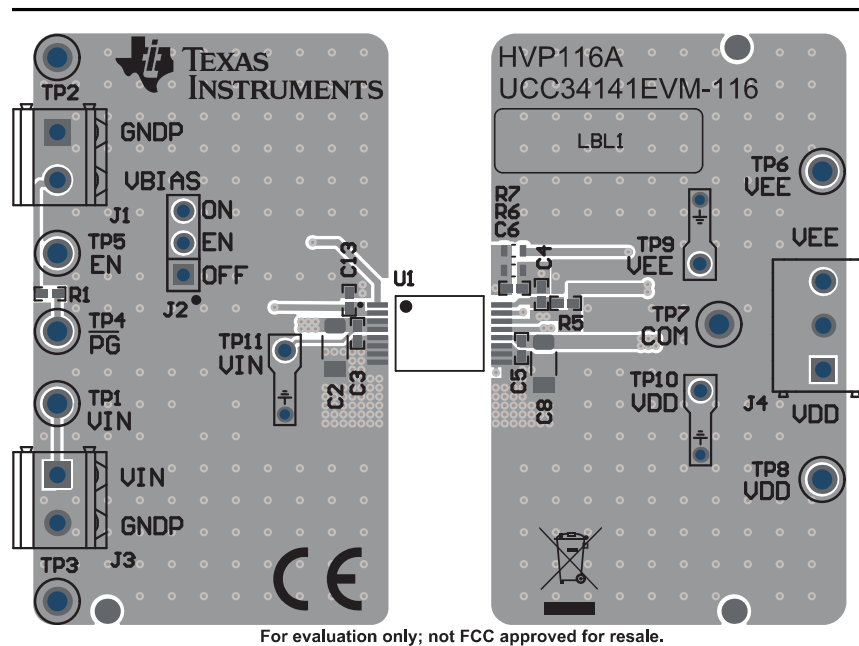 TP2
TEXAS
INSTRUMENTS
GNDP
VBIAS
J1
ON
EN
OFF
J2
TP5
EN
R1
TP4
PG
TP1
VIN
VIN
GNDP
J3
TP3
TP11
VIN
C13
C2
C3
U1
CE
HVP116A
UCC34141EVM-116
LBL1
R7
R6
C6
C4
R5
C5
C8
TP9
VEE
TP6
VEE
VEE
TP7
COM
TP10
VDD
J4
VDD
TP8
VDD
For evaluation only; not FCC approved for resale.